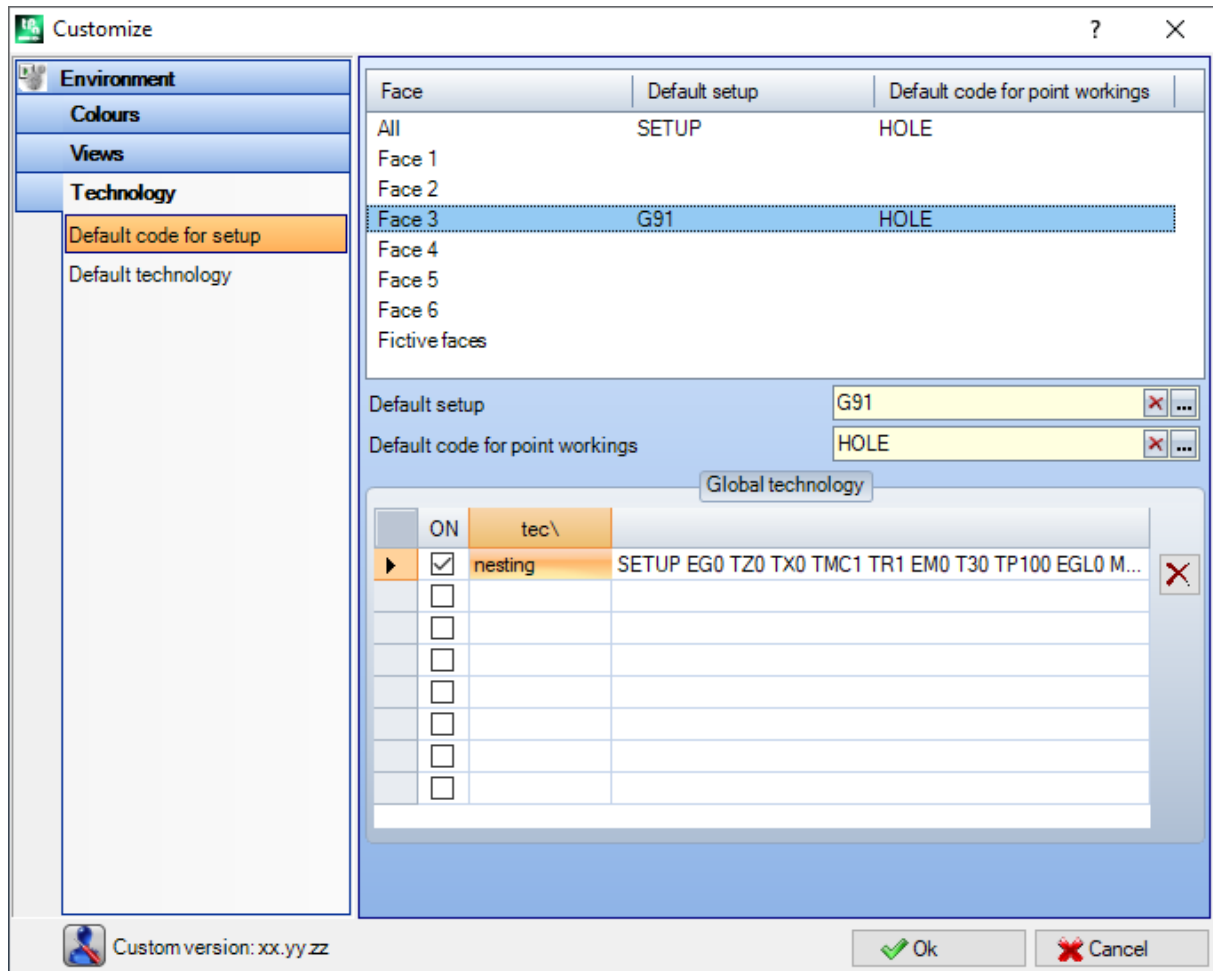 Customize
?
Environment
Colours
Views
Technology
Default code for setup
Default technology
Face Default setup Default code for point workings
All SETUP HOLE
Face 1
Face 2
Face 3 G91 HOLE
Face 4
Face 5
Face 6
Fictive faces
Default setup G91 ...
Default code for point workings HOLE ...
Global technology
ON tec\
nesting SETUP EG0 TZ0 TX0 TMC1 TR1 EM0 T30 TP100 EGL0 M...
Custom version: xx.yy.zz
Ok Cancel